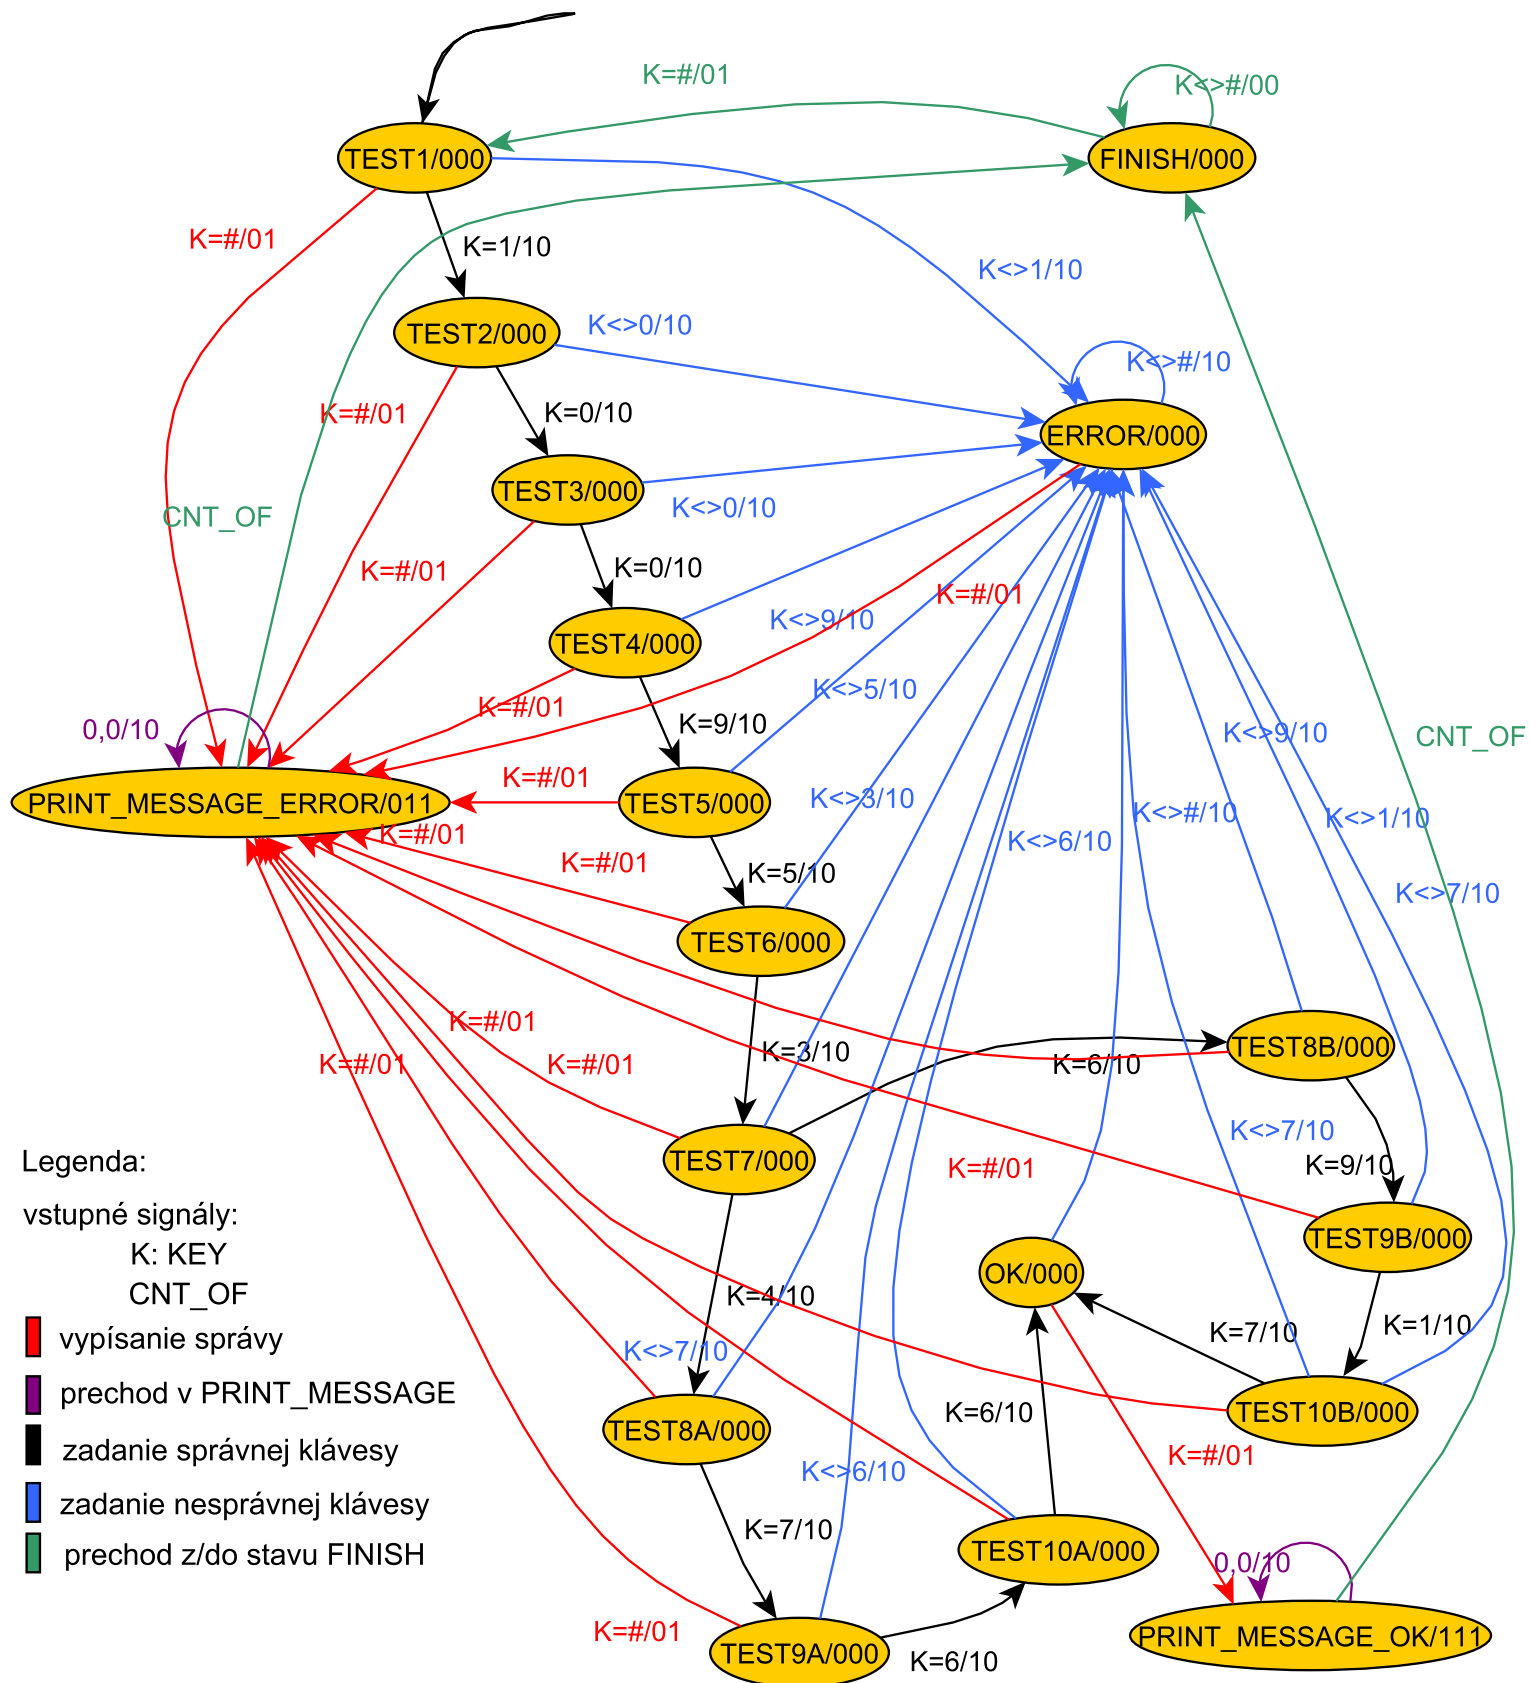 K=#/01
K<>#/00
TEST1/000
FINISH/000
K=#/01
K=1/10
K<>1/10
TEST2/000
K<>0/10
K<>#/10
K=#/01
K=0/10
ERROR/000
TEST3/000
K<>0/10
CNT_OF
K=#/01
K=0/10
K=#/01
K<>9/10
TEST4/000
K<>5/10
K=#/01
K=9/10
0,0/10
K<>9/10
CNT_OF
K=#/01
PRINT_MESSAGE_ERROR/011
TEST5/000
K<>3/10
K<>#/10
K<>1/10
K=#/01
K<>6/10
K=#/01
K=5/10
K<>7/10
TEST6/000
K=#/01
K=3/10
TEST8B/000
K=#/01
K=#/01
K=6/10
K<>7/10
TEST7/000
K=#/01
K=9/10
Legenda:
vstupné signály:
K: KEY
CNT_OF
TEST9B/000
OK/000
K=4/10
K=7/10
K=1/10
vypísanie správy
K<>7/10
prechod v PRINT_MESSAGE
K=6/10
TEST10B/000
TEST8A/000
zadanie správnej klávesy
K=#/01
K<>6/10
zadanie nesprávnej klávesy
K=7/10
prechod z/do stavu FINISH
TEST10A/000
0,0/10
K=#/01
PRINT_MESSAGE_OK/111
TEST9A/000
K=6/10